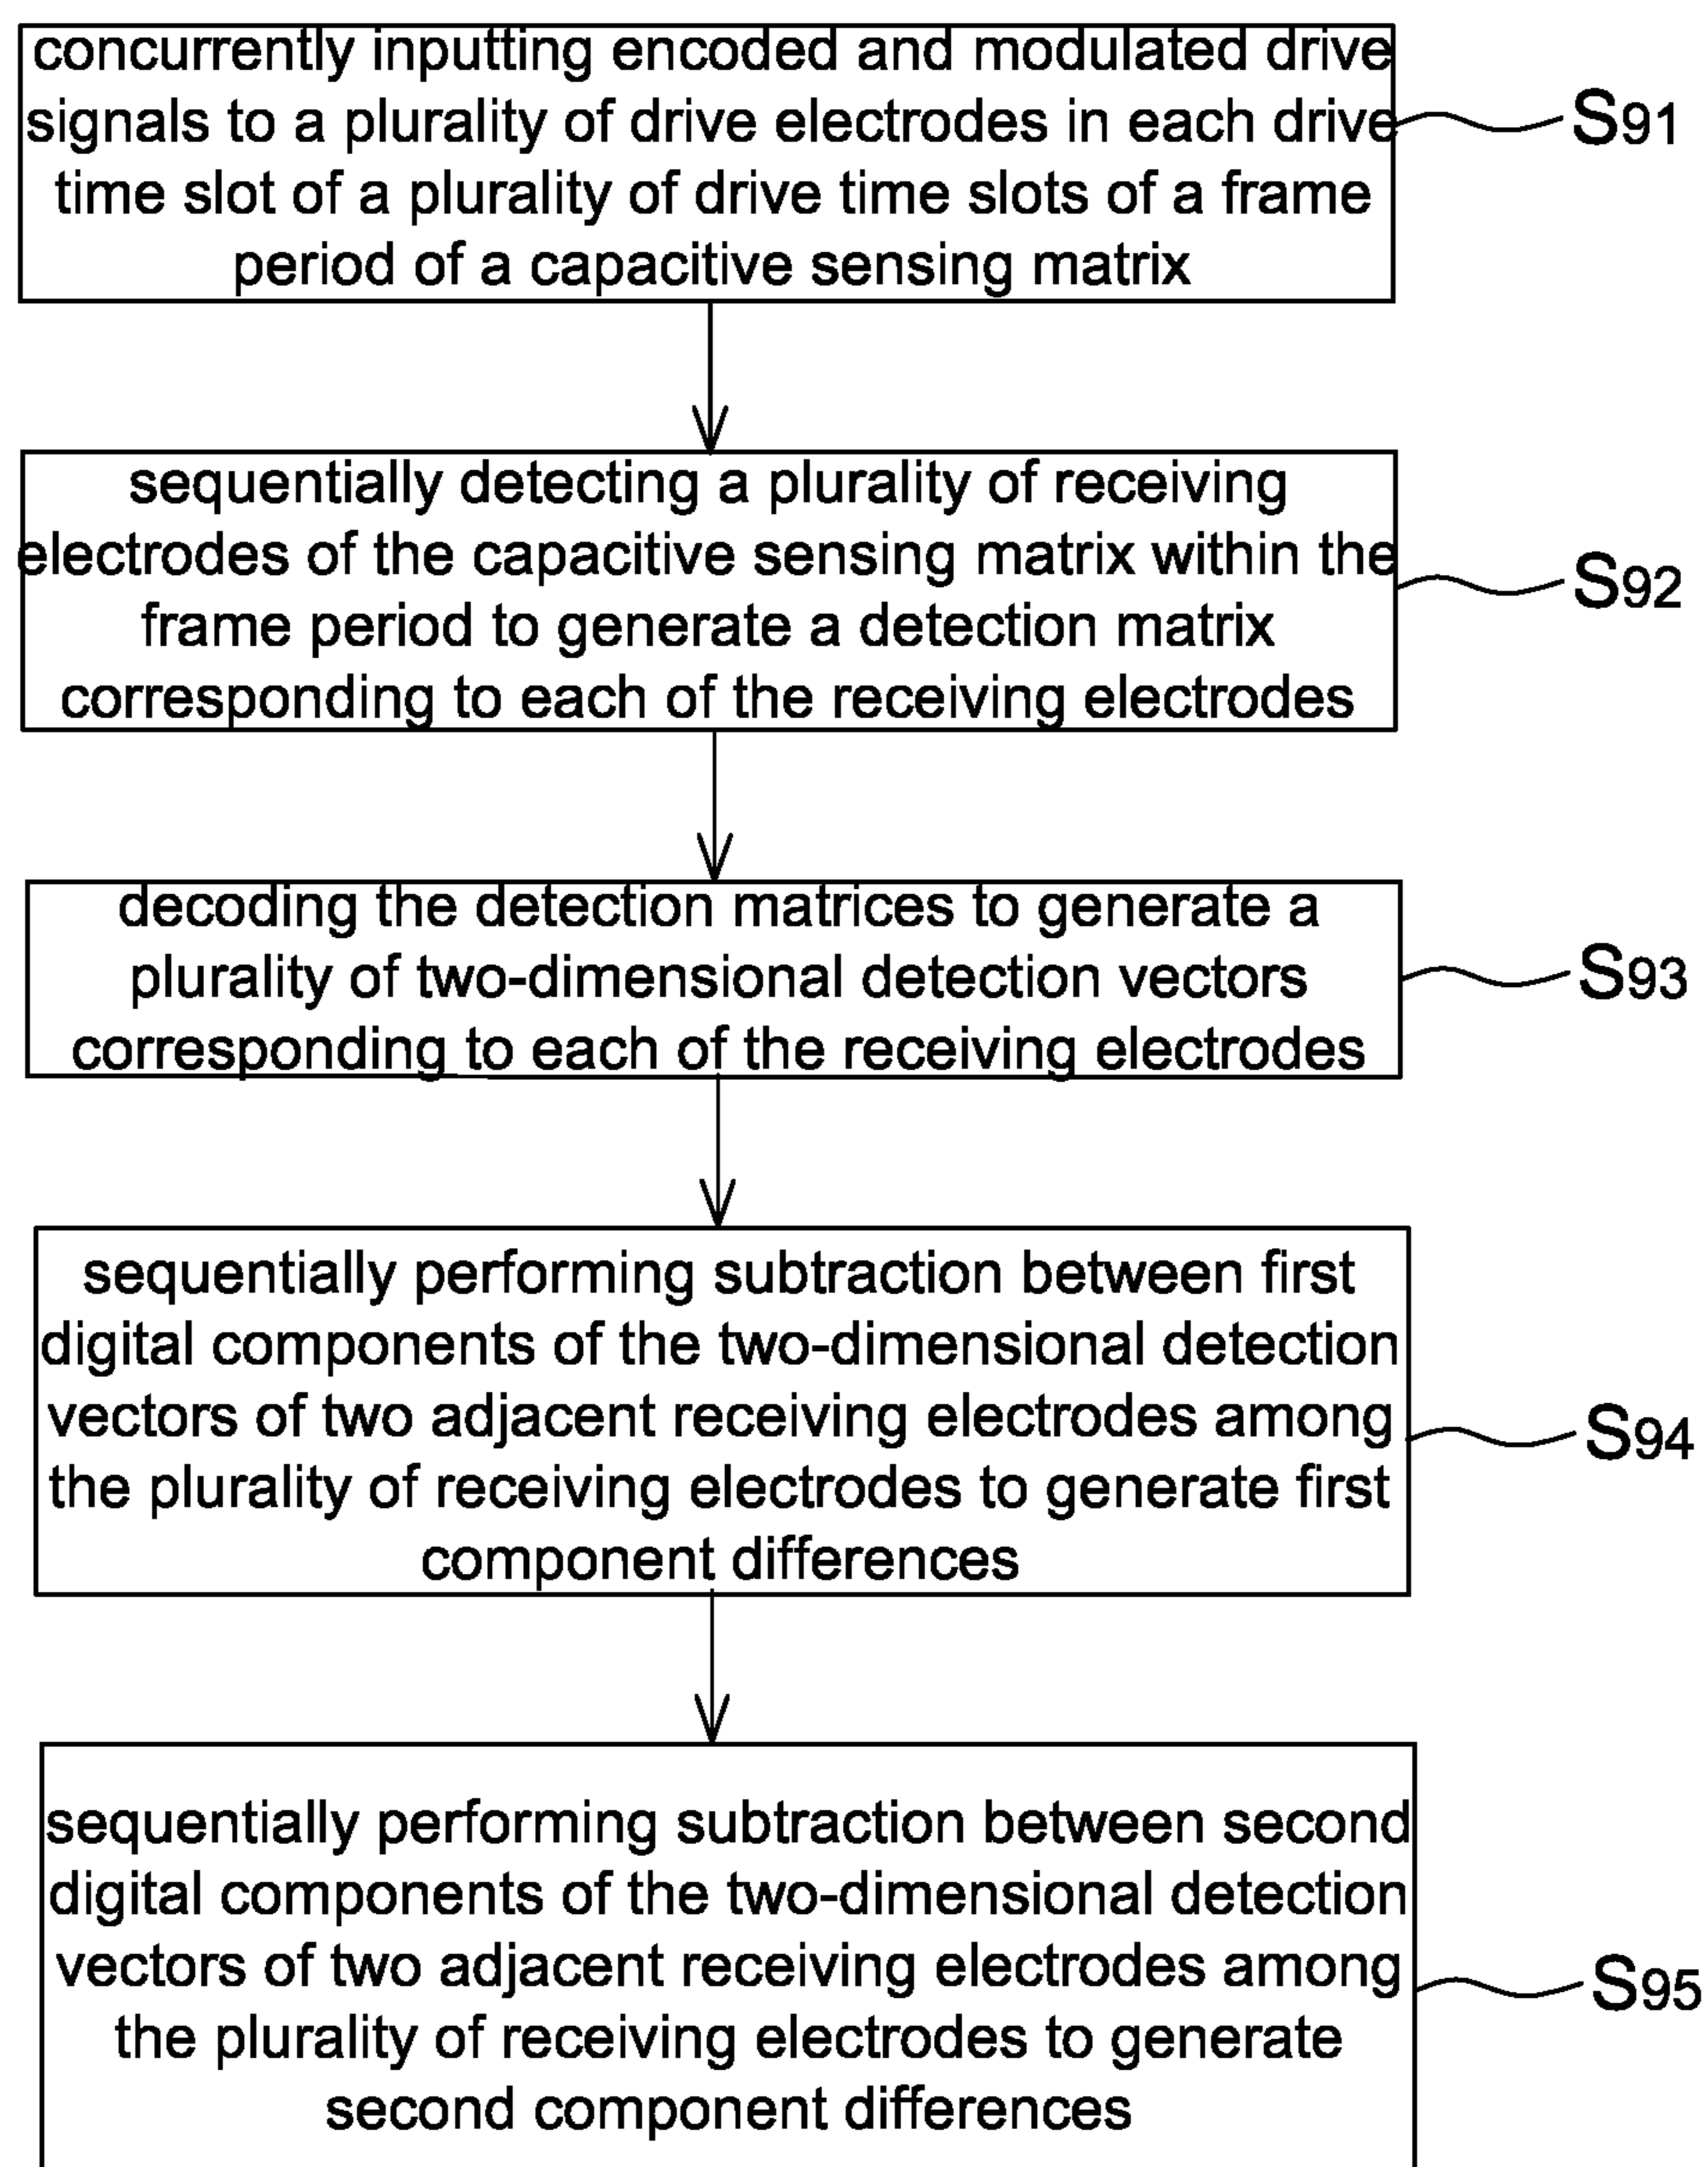 concurrently inputting encoded and modulated drive
signals to a plurality of drive electrodes in each drive
time slot of a plurality of drive time slots of a frame
period of a capacitive sensing matrix
S91
sequentially detecting a plurality of receiving
electrodes of the capacitive sensing matrix within the
frame period to generate a detection matrix
corresponding to each of the receiving electrodes
S92
decoding the detection matrices to generate a
plurality of two-dimensional detection vectors
corresponding to each of the receiving electrodes
S93
sequentially performing subtraction between first
digital components of the two-dimensional detection
vectors of two adjacent receiving electrodes among
the plurality of receiving electrodes to generate first
component differences
S94
sequentially performing subtraction between second
digital components of the two-dimensional detection
vectors of two adjacent receiving electrodes among
the plurality of receiving electrodes to generate
second component differences
S95